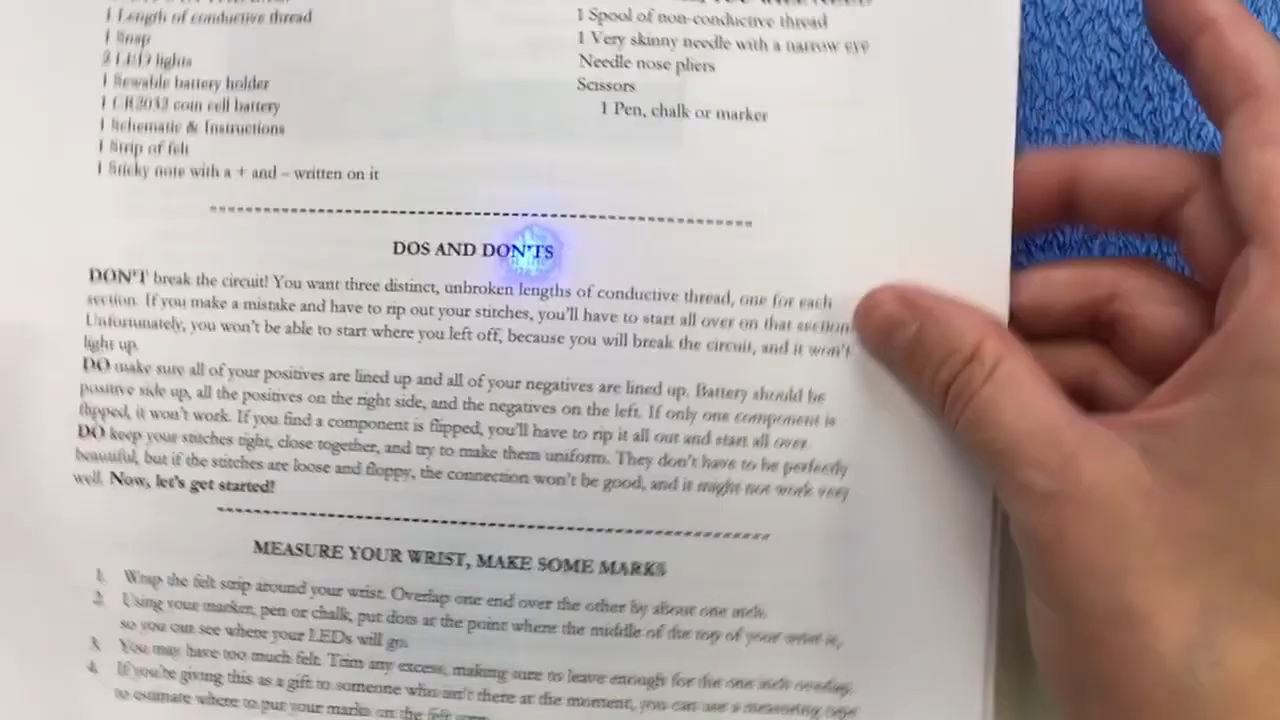 1 Length of conductive thread
1 Snap
2 LED lights
1 Sewable battery holder
1 CR2032 coin cell battery
1 Schematic & Instructions
1 Strip of felt
1 Sticky note with a + and – written on it
1 Spool of non-conductive thread
1 Very skinny needle with a narrow eye
Needle nose pliers
Scissors
1 Pen, chalk or marker
DOS AND DON'TS
DON'T break the circuit! You want three distinct, unbroken lengths of conductive thread, one for each
section. If you make a mistake and have to rip out your stitches, you'll have to start all over on that section.
Unfortunately, you won't be able to start where you left off, because you will break the circuit, and it won't
light up.
DO make sure all of your positives are lined up and all of your negatives are lined up. Battery should be
positive side up, all the positives on the right side, and the negatives on the left. If only one component is
flipped, it won't work. If you find a component is flipped, you'll have to rip it all out and start all over.
DO keep your stitches tight, close together, and try to make them uniform. They don't have to be perfectly
beautiful, but if the stitches are loose and floppy, the connection won't be good, and it might not work very
well. Now, let's get started!
MEASURE YOUR WRIST, MAKE SOME MARKS
1. Wrap the felt strip around your wrist. Overlap one end over the other by about one inch.
2. Using your marker, pen or chalk, put dots at the point where the middle of the top of your wrist is,
so you can see where your LEDs will go.
3. You may have too much felt. Trim any excess, making sure to leave enough for the one inch overlap.
4. If you're giving this as a gift to someone who isn't there at the moment, you can use a measuring tape
to estimate where to put your marks on the felt